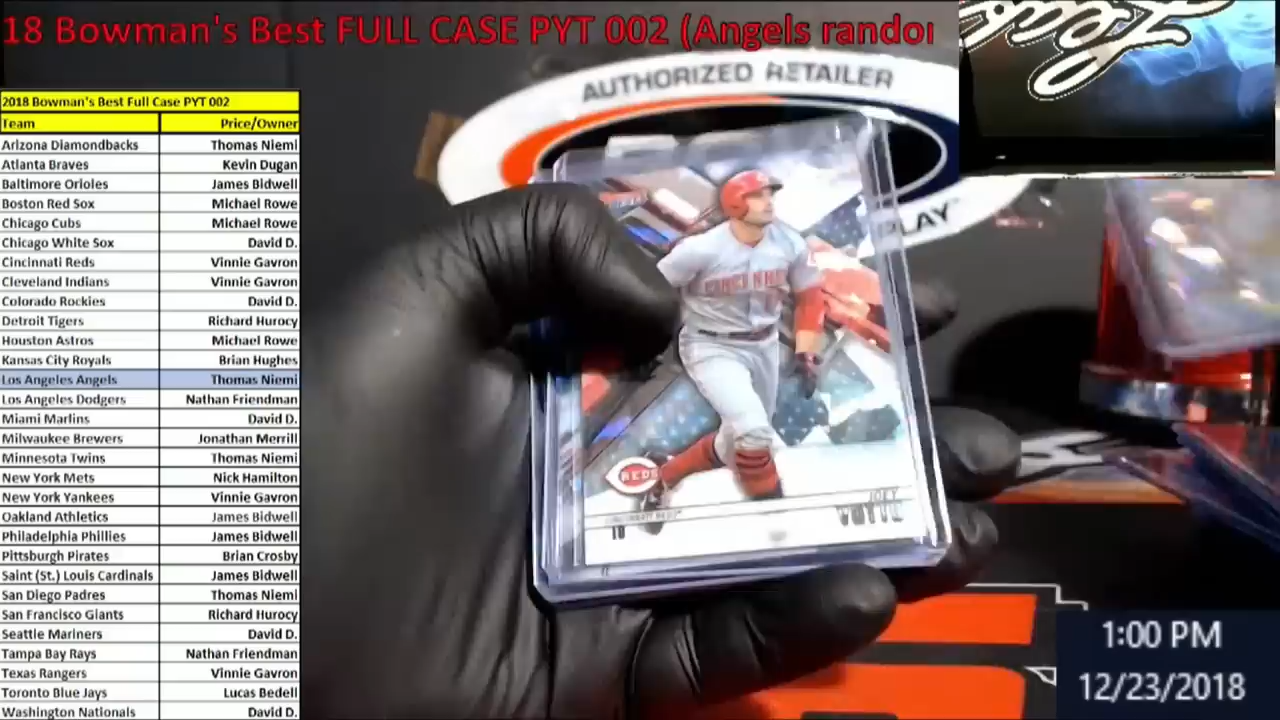 18 Bowman's Best FULL CASE PYT 002 (Angels randor
2018 Bowman's Best Full Case PYT 002
Team Price/Owner
Arizona Diamondbacks Thomas Niemi
Atlanta Braves Kevin Dugan
Baltimore Orioles James Bidwell
Boston Red Sox Michael Rowe
Chicago Cubs Michael Rowe
Chicago White Sox David D.
Cincinnati Reds Vinnie Gavron
Cleveland Indians Vinnie Gavron
Colorado Rockies David D.
Detroit Tigers Richard Hurocy
Houston Astros Michael Rowe
Kansas City Royals Brian Hughes
Los Angeles Angels Thomas Niemi
Los Angeles Dodgers Nathan Friendman
Miami Marlins David D.
Milwaukee Brewers Jonathan Merrill
Minnesota Twins Thomas Niemi
New York Mets Nick Hamilton
New York Yankees Vinnie Gavron
Oakland Athletics James Bidwell
Philadelphia Phillies James Bidwell
Pittsburgh Pirates Brian Crosby
Saint (St.) Louis Cardinals James Bidwell
San Diego Padres Thomas Niemi
San Francisco Giants Richard Hurocy
Seattle Mariners David D.
Tampa Bay Rays Nathan Friendman
Texas Rangers Vinnie Gavron
Toronto Blue Jays Lucas Bedell
Washington Nationals David D.
AUTHORIZED RETAILER
PLAY
CINCINNATI
REDS
CINCINNATI REDS
JOEY
VOTTO
1:00 PM
12/23/2018